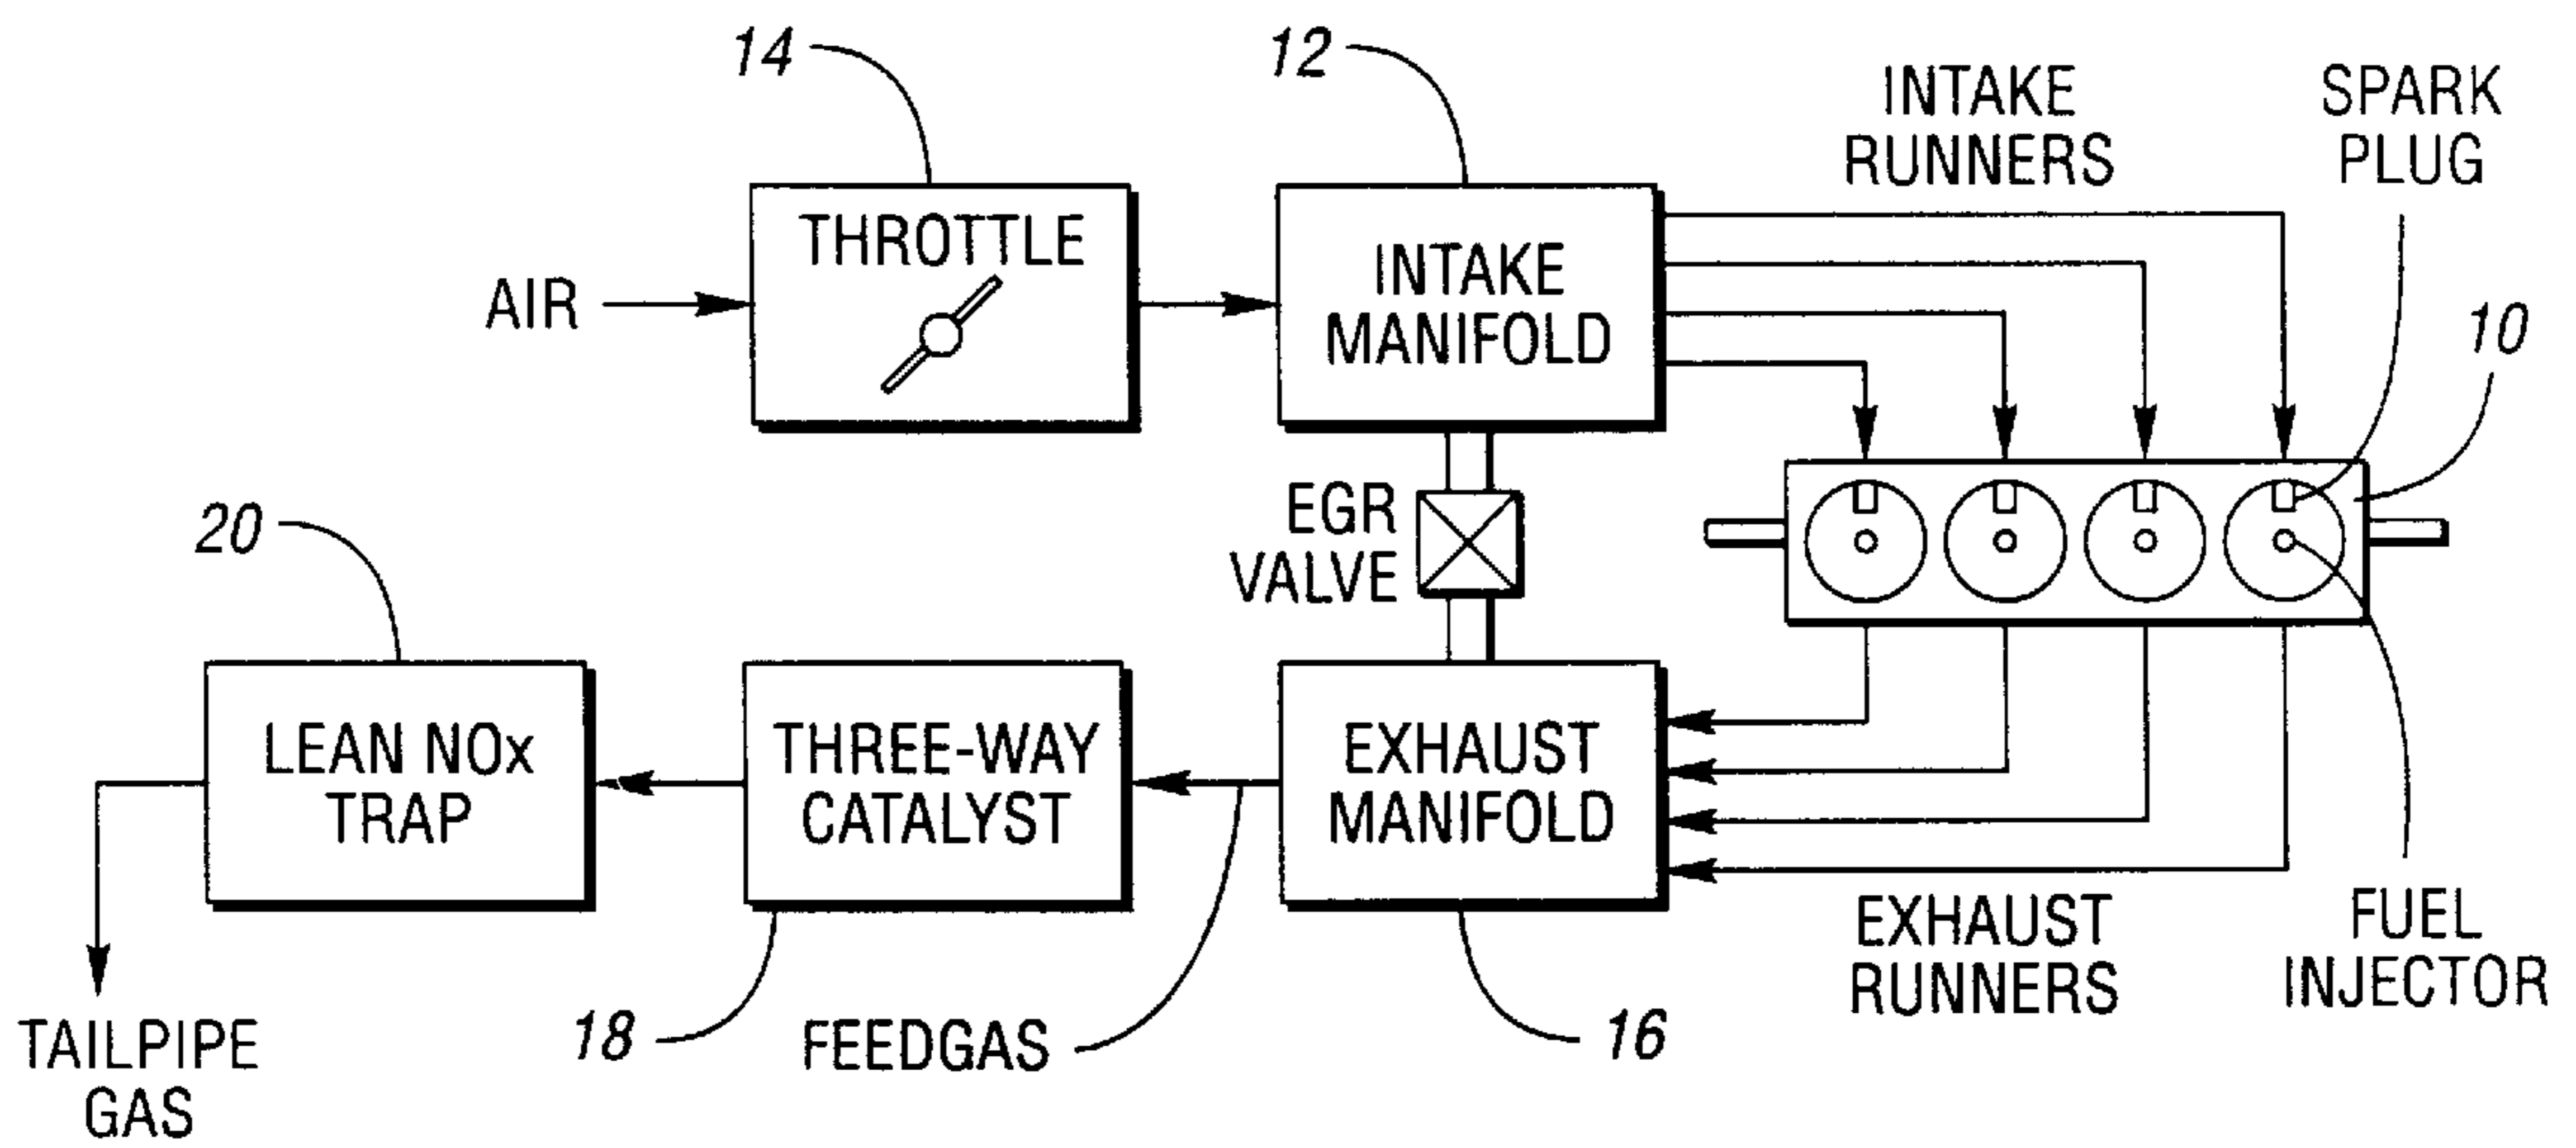 14
12
INTAKE
RUNNERS
SPARK
PLUG
THROTTLE
AIR
INTAKE
MANIFOLD
10
20
EGR
VALVE
LEAN NOx
TRAP
THREE-WAY
CATALYST
EXHAUST
MANIFOLD
EXHAUST
RUNNERS
FUEL
INJECTOR
TAILPIPE
GAS
18
FEEDGAS
16